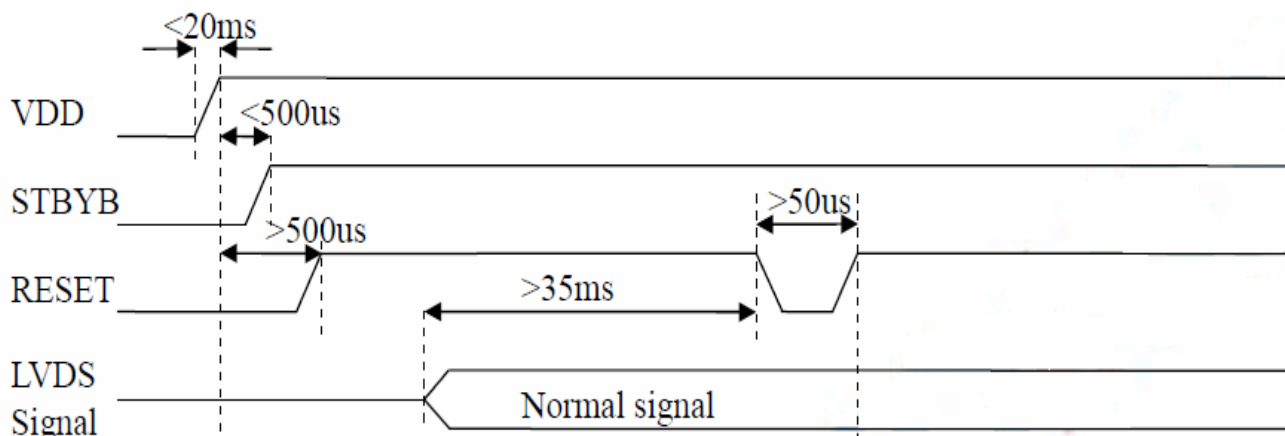 <20ms
VDD
<500us
STBYB
>50us
>500us
RESET
>35ms
LVDS
Normal signal
Signal